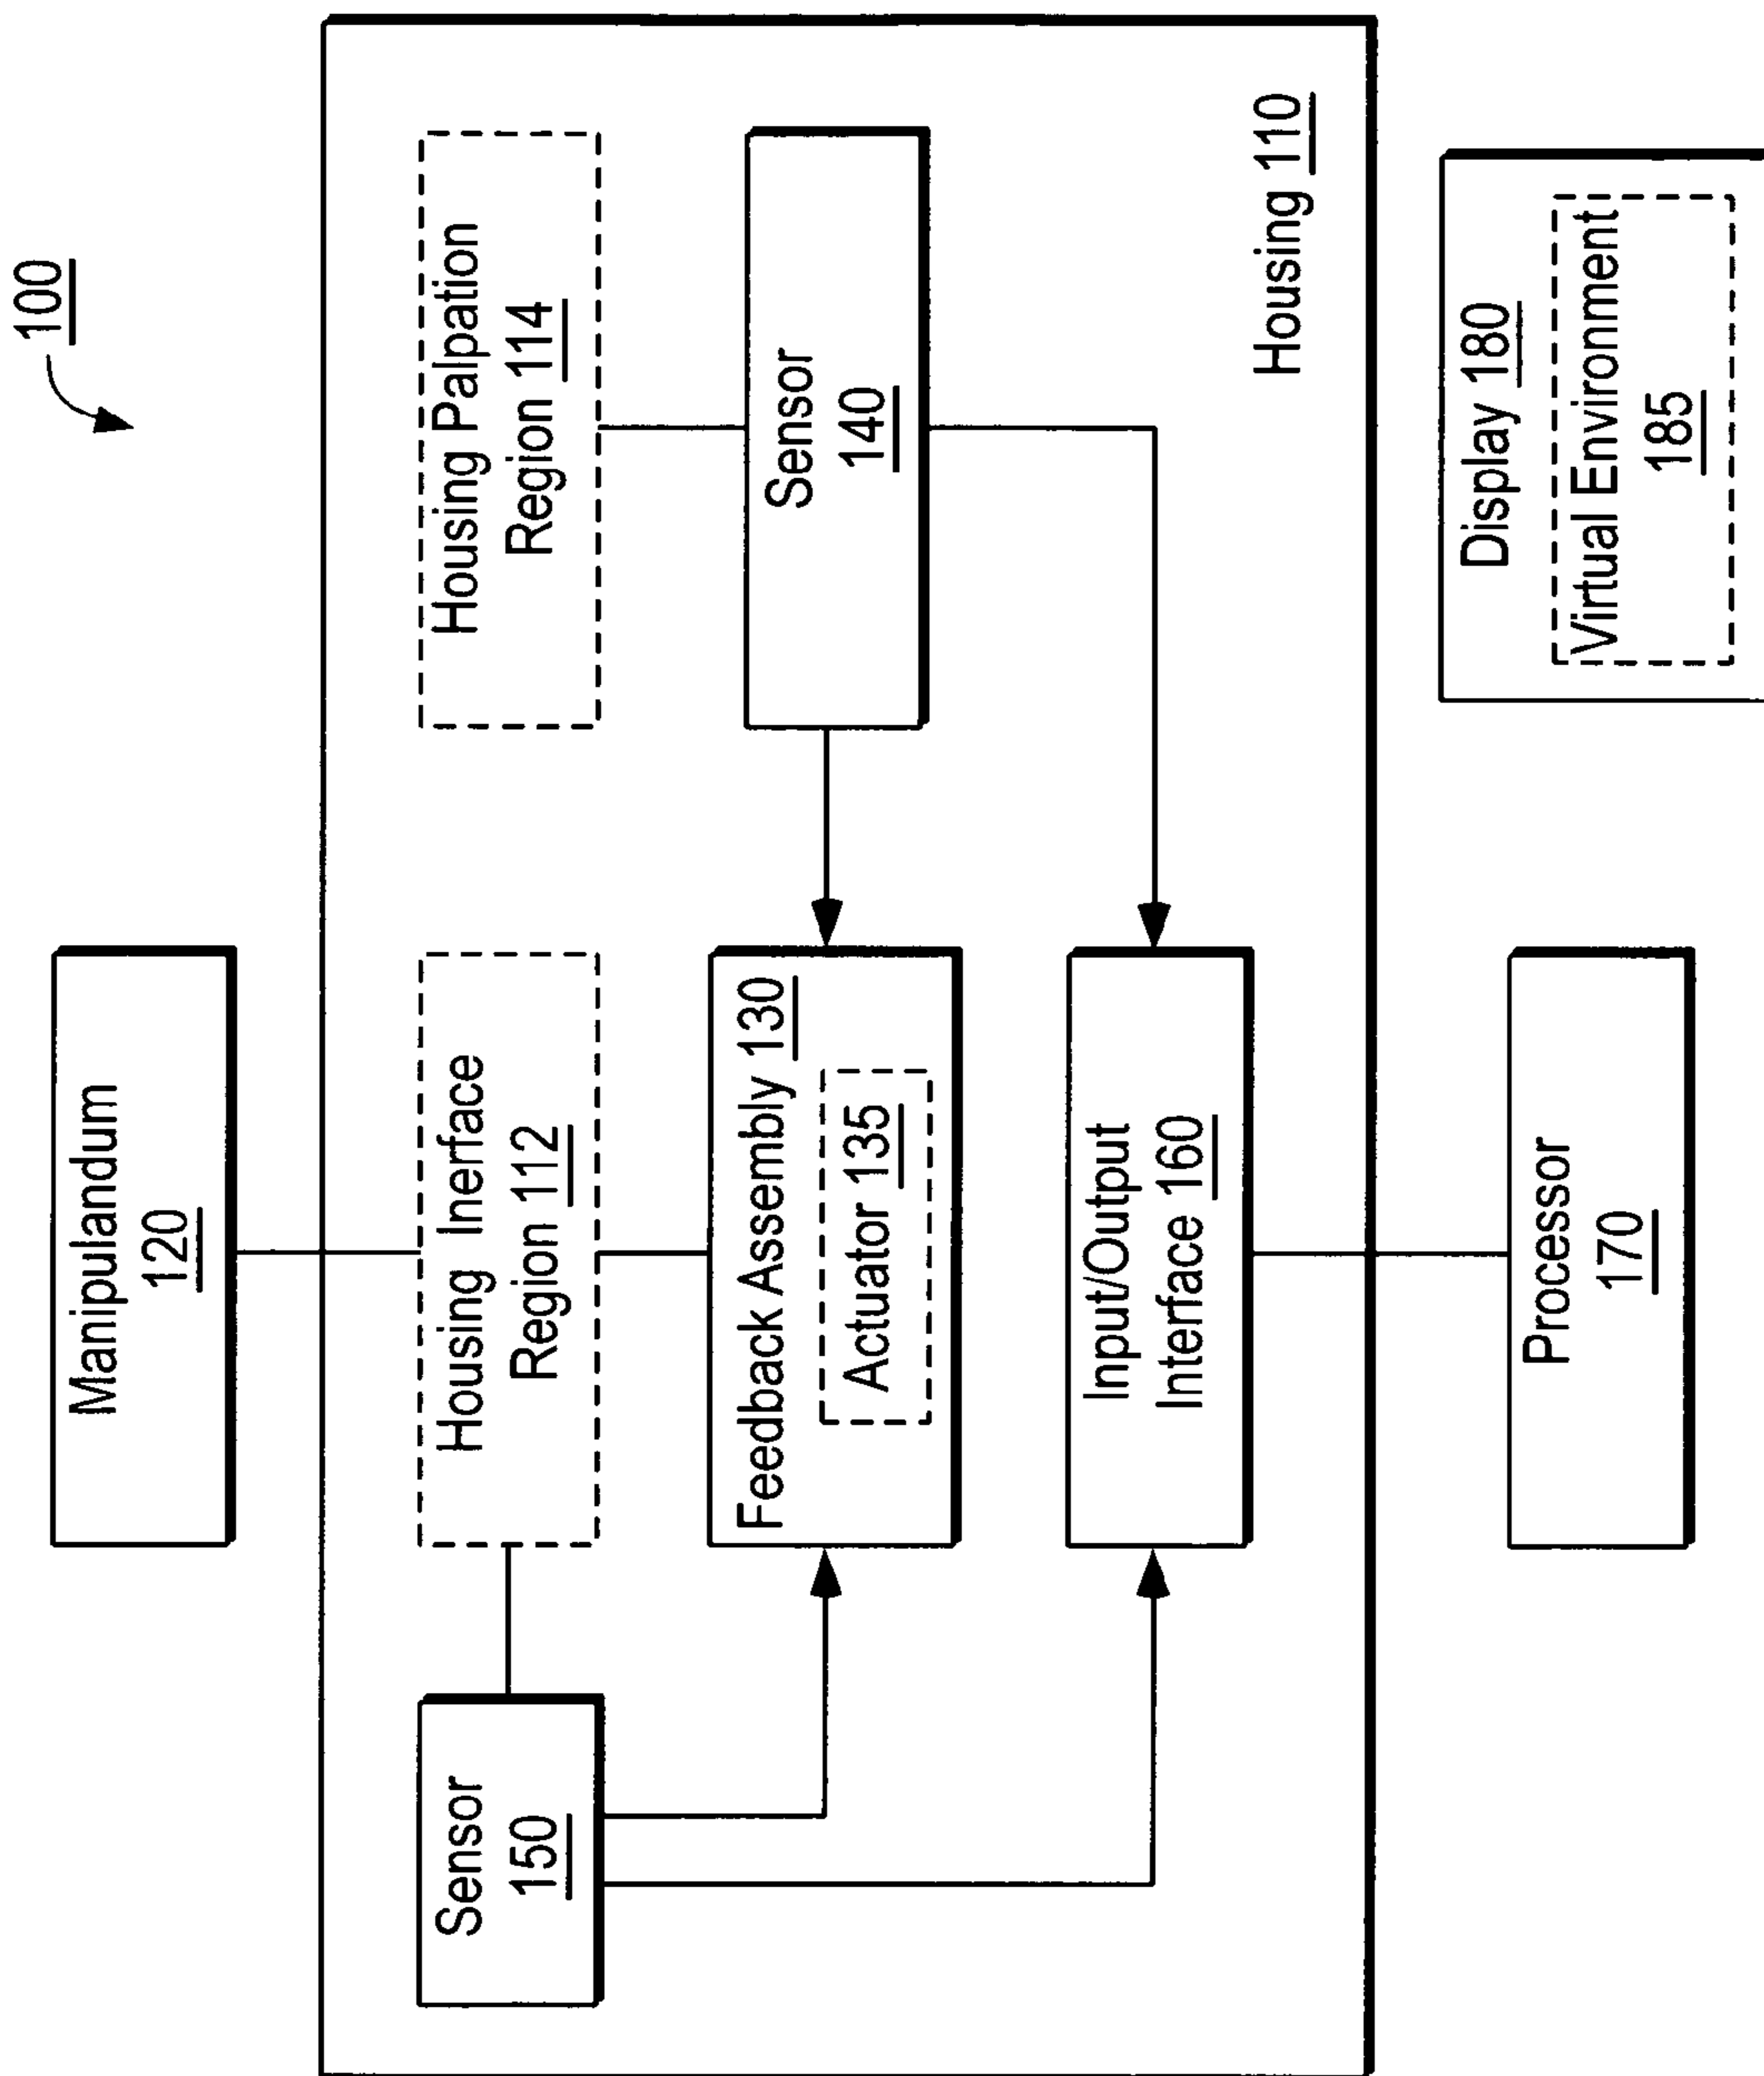 100
Manipulandum
120
Housing Palpation
Region 114
Housing Inerface
Region 112
Sensor
150
Sensor
140
Feedback Assembly 130
Actuator 135
Input/Output
Interface 160
Housing 110
Display 180
Virtual Environment
185
Processor
170